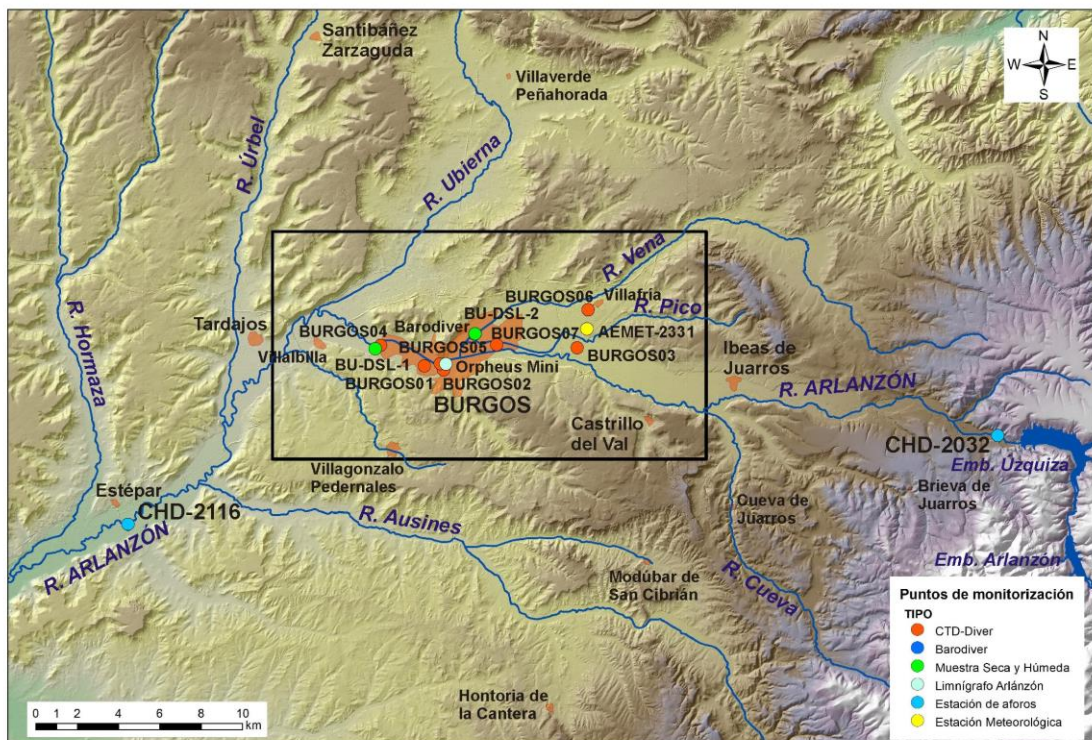 Santibáñez
Zarzaguda
N
W E
S
Villaverde
Peñahorada
R. Úrbel
R. Ubierna
R. Hormaza
R. Vena
BURGOS06
Villafría
R. Pico
BU-DSL-2
Tardajos
BURGOS04
Barodiver
BURGOS07
AEMET-2331
Villalbilla
BURGOS05
BURGOS03
BU-DSL-1
Orpheus Mini
Ibeas de
Juarros
BURGOS01
BURGOS02
R. ARLANZÓN
BURGOS
Castrillo
del Val
CHD-2032
Emb. Úzquiza
Villagonzalo
Pedernales
Brieva de
Juarros
Estépar
CHD-2116
Cueva de
Juarros
R. Ausines
R. ARLANZÓN
Emb. Arlanzón
Modúbar de
San Cibrián
R. Cueva
Hontoria de
la Cantera
0 1 2 4 6 8 10
km
Puntos de monitorización
TIPO
CTD-Diver
Barodiver
Muestra Seca y Húmeda
Limnígrafo Arlánzón
Estación de aforos
Estación Meteorológica